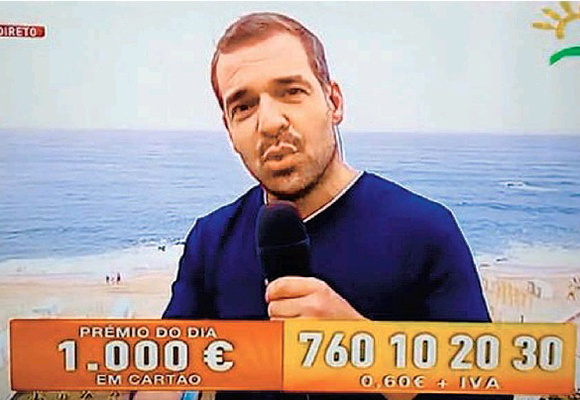 DIRETO
PRÉMIO DO DIA
1.000 €
EM CARTÃO
760 10 20 30
0,60€ + IVA